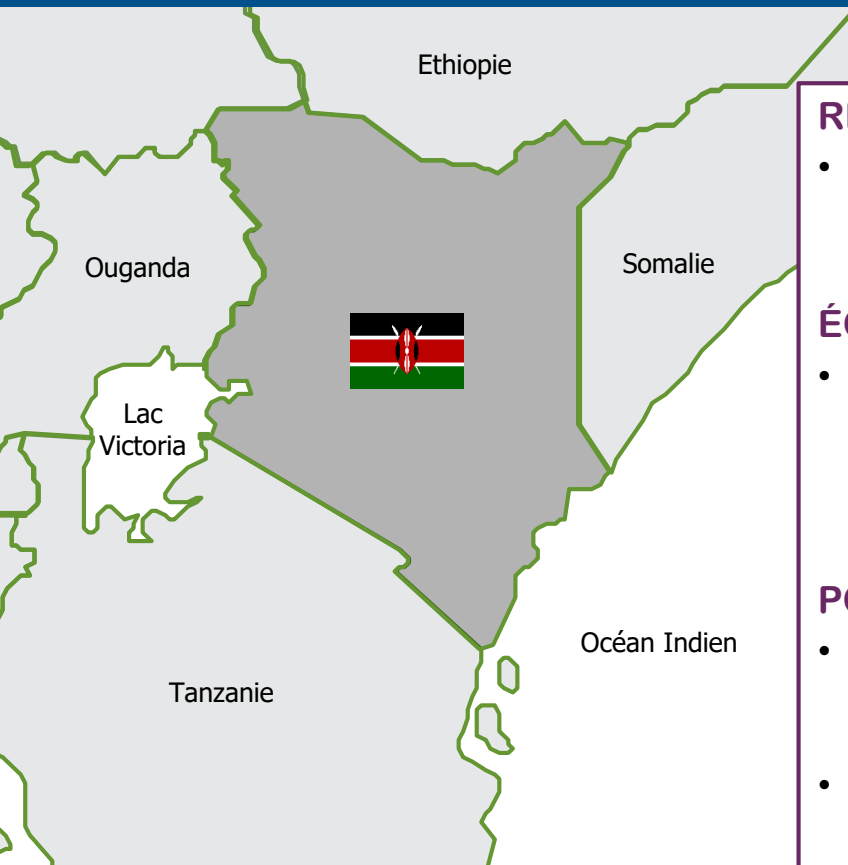 Ethiopie
Ouganda
Somalie
Lac
Victoria
Océan Indien
Tanzanie